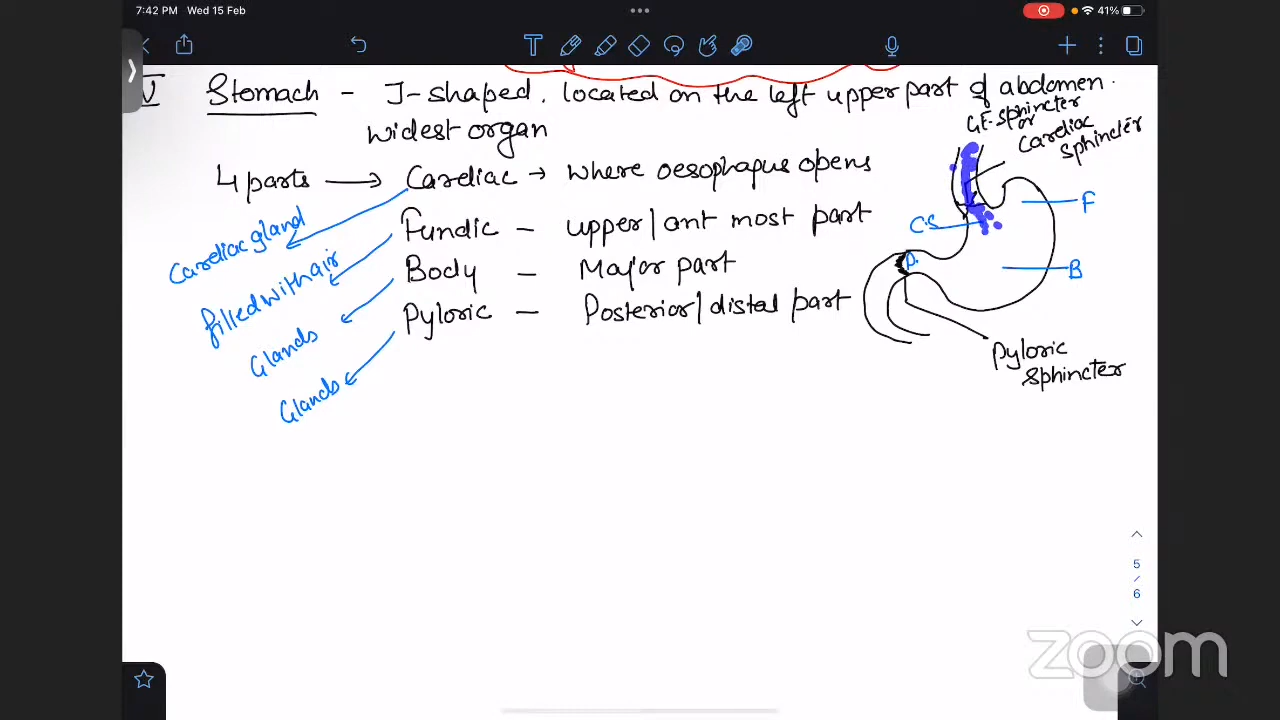 7:42 PM Wed 15 Feb
41%
V Stomach - J-shaped, located on the left upper part of abdomen.
widest organ
GE-sphincter
or
Cardiac
sphincter
4 parts → Cardiac → where oesophagus opens
Cardiac gland
Fundic - upper/ant most part
filled with air
Body - Major part
Glands
Pyloric - Posterior/distal part
Glands
C.S
F
P.
B
Pyloric
Sphincter
5
/
6
zoom